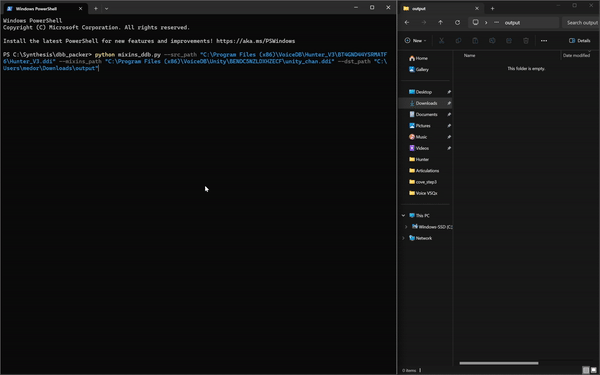 Windows PowerShell
Windows PowerShell
Copyright (C) Microsoft Corporation. All rights reserved.
Install the latest PowerShell for new features and improvements! https://aka.ms/PSWindows
PS C:\Synthesis\dbb_packer> python mixins_ddb.py --src_path "C:\Program Files (x86)\VoiceDB\Hunter_V3\
6\Hunter_V3.ddi" --mixins_path "C:\Program Files (x86)\VoiceDB\Unity\
\unity_chan.ddi" --dst_path "C:\
Users\medor\Downloads\output"
output
output
Search output
New
Details
Home
Gallery
Desktop
Downloads
Documents
Pictures
Music
Videos
Hunter
Articulations
cove_step3
Voice VSQx
This PC
Windows-SSD (C:
Network
Name
Date modified
This folder is empty.
0 items